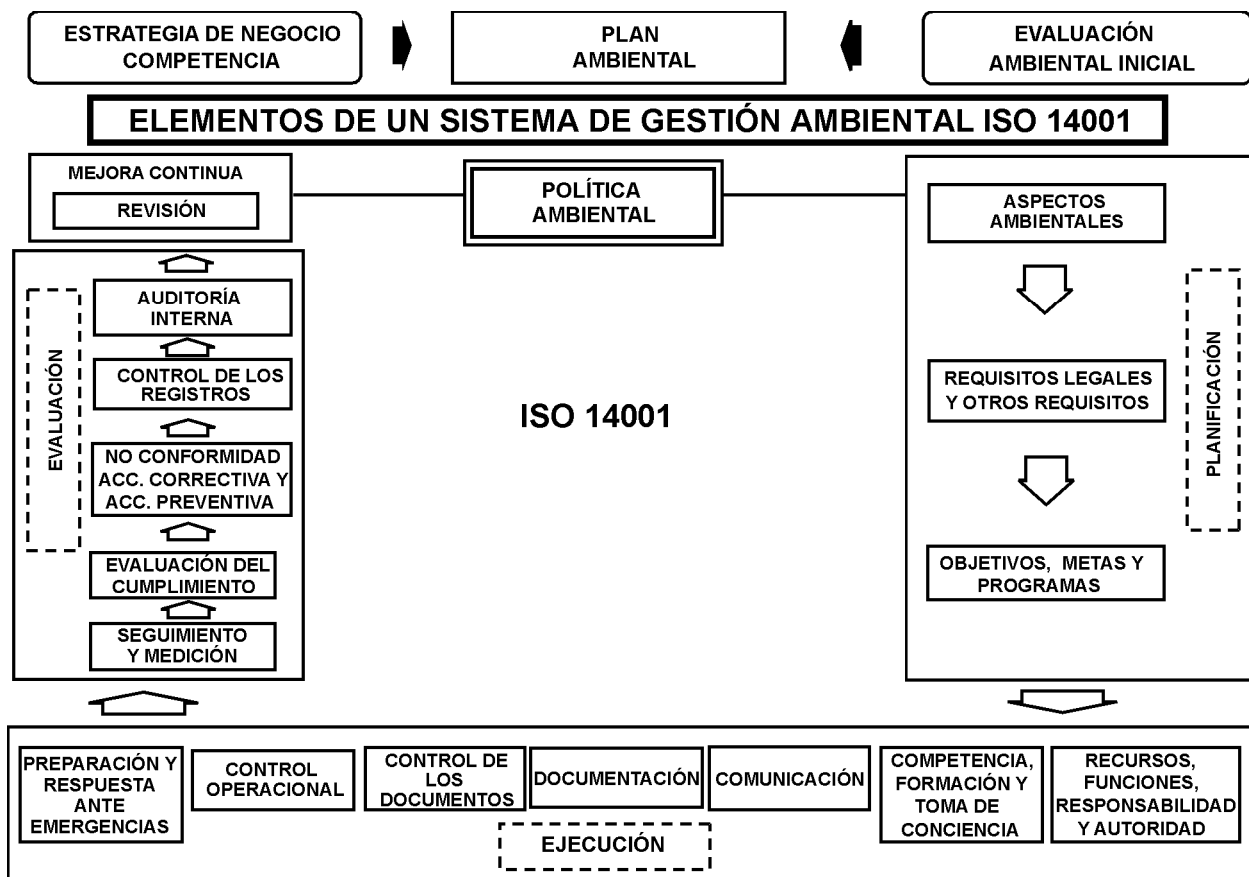 ESTRATEGIA DE NEGOCIO
COMPETENCIA
PLAN
AMBIENTAL
EVALUACIÓN
AMBIENTAL INICIAL
ELEMENTOS DE UN SISTEMA DE GESTIÓN AMBIENTAL ISO 14001
MEJORA CONTINUA
REVISIÓN
POLÍTICA
AMBIENTAL
ASPECTOS
AMBIENTALES
EVALUACIÓN
AUDITORÍA
INTERNA
CONTROL DE LOS
REGISTROS
NO CONFORMIDAD
ACC. CORRECTIVA Y
ACC. PREVENTIVA
EVALUACIÓN DEL
CUMPLIMIENTO
SEGUIMIENTO
Y MEDICIÓN
ISO 14001
REQUISITOS LEGALES
Y OTROS REQUISITOS
OBJETIVOS, METAS Y
PROGRAMAS
PLANIFICACIÓN
PREPARACIÓN Y
RESPUESTA
ANTE
EMERGENCIAS
CONTROL
OPERACIONAL
CONTROL DE
LOS
DOCUMENTOS
DOCUMENTACIÓN
COMUNICACIÓN
COMPETENCIA,
FORMACIÓN Y
TOMA DE
CONCIENCIA
RECURSOS,
FUNCIONES,
RESPONSABILIDAD
Y AUTORIDAD
EJECUCIÓN